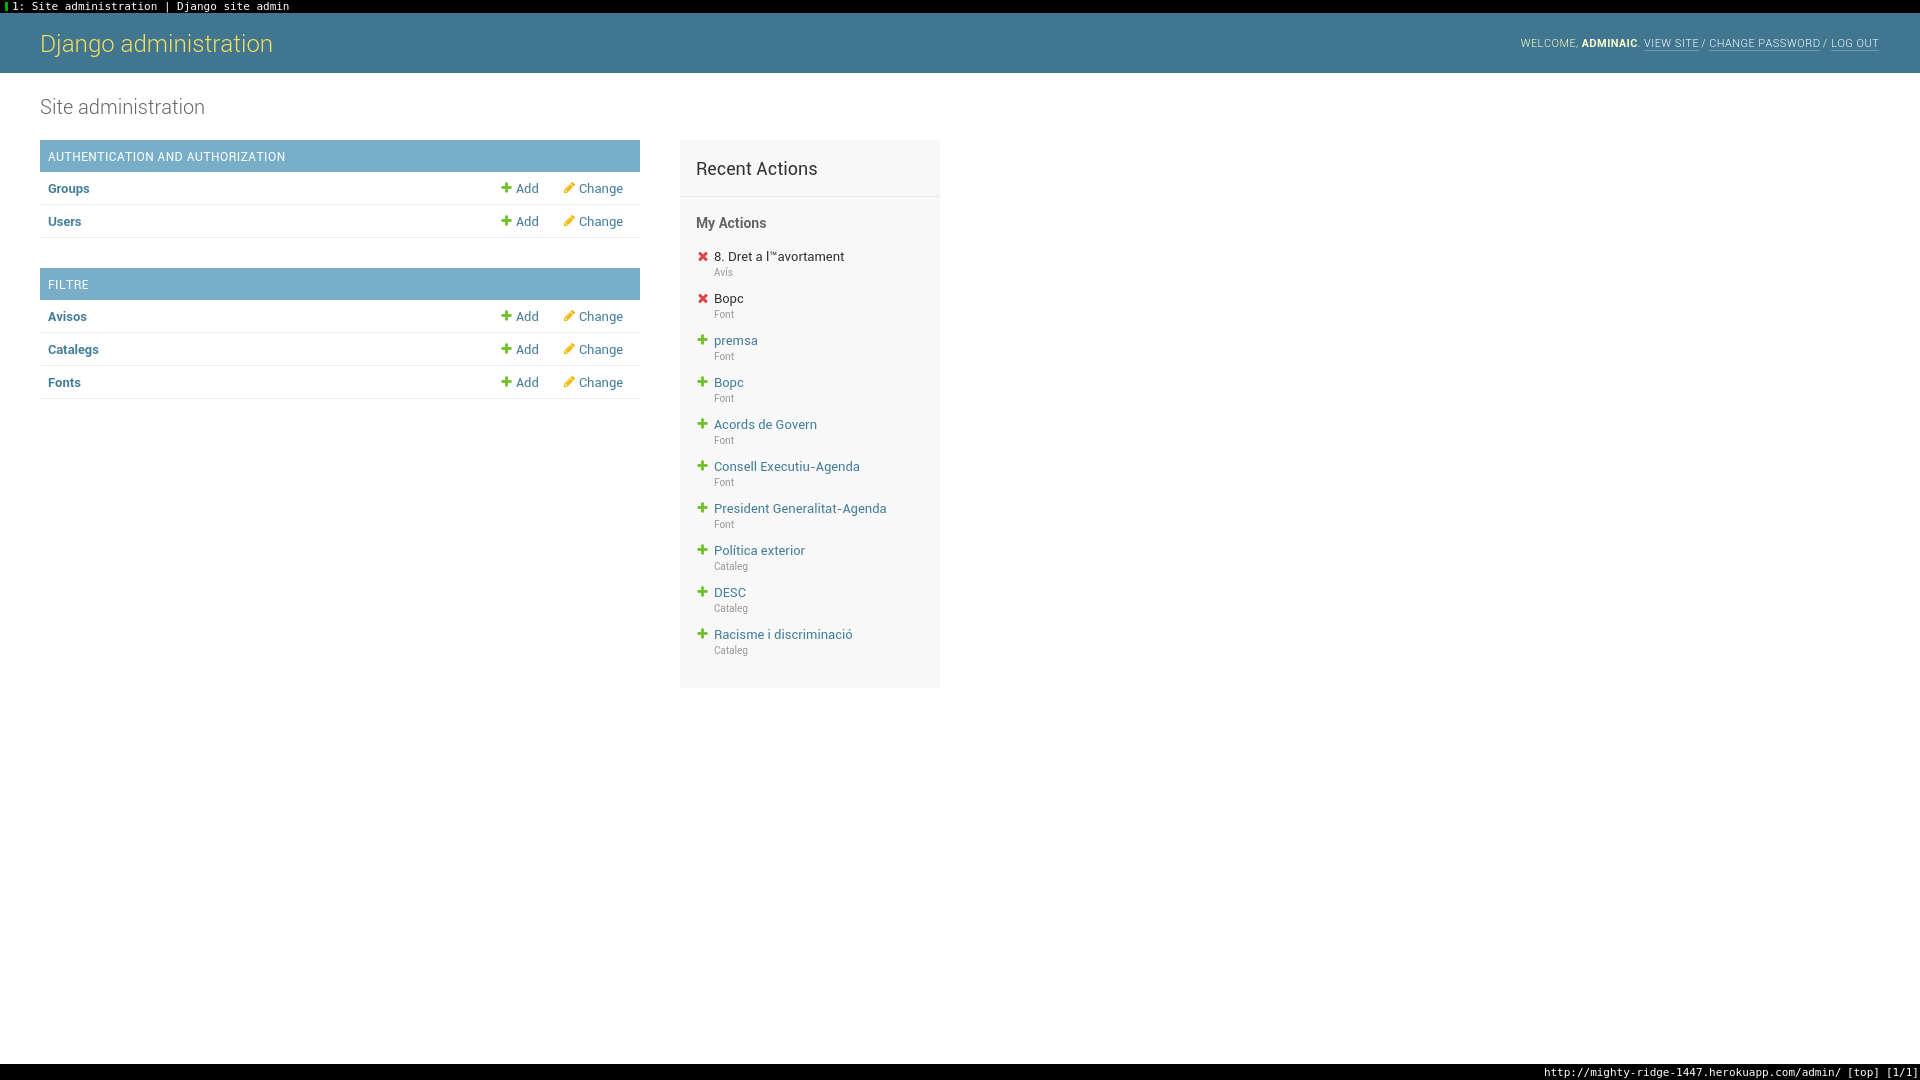 1: Site administration | Django site admin
Django administration
WELCOME, ADMINAIC. VIEW SITE / CHANGE PASSWORD / LOG OUT
Site administration
AUTHENTICATION AND AUTHORIZATION
Groups Add Change
Users Add Change
FILTRE
Avisos Add Change
Catalegs Add Change
Fonts Add Change
Recent Actions
My Actions
8. Dret a l™avortament
Avís
Bopc
Font
premsa
Font
Bopc
Font
Acords de Govern
Font
Consell Executiu-Agenda
Font
President Generalitat-Agenda
Font
Política exterior
Cataleg
DESC
Cataleg
Racisme i discriminació
Cataleg
http://mighty-ridge-1447.herokuapp.com/admin/ [top] [1/1]